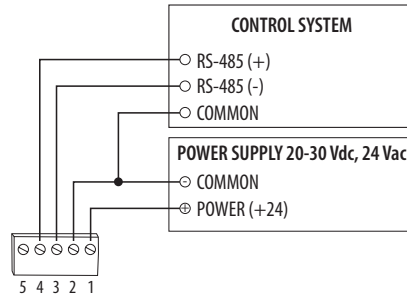 CONTROL SYSTEM
RS-485 (+)
RS-485 (-)
COMMON
POWER SUPPLY 20-30 Vdc, 24 Vac
COMMON
POWER (+24)
5 4 3 2 1